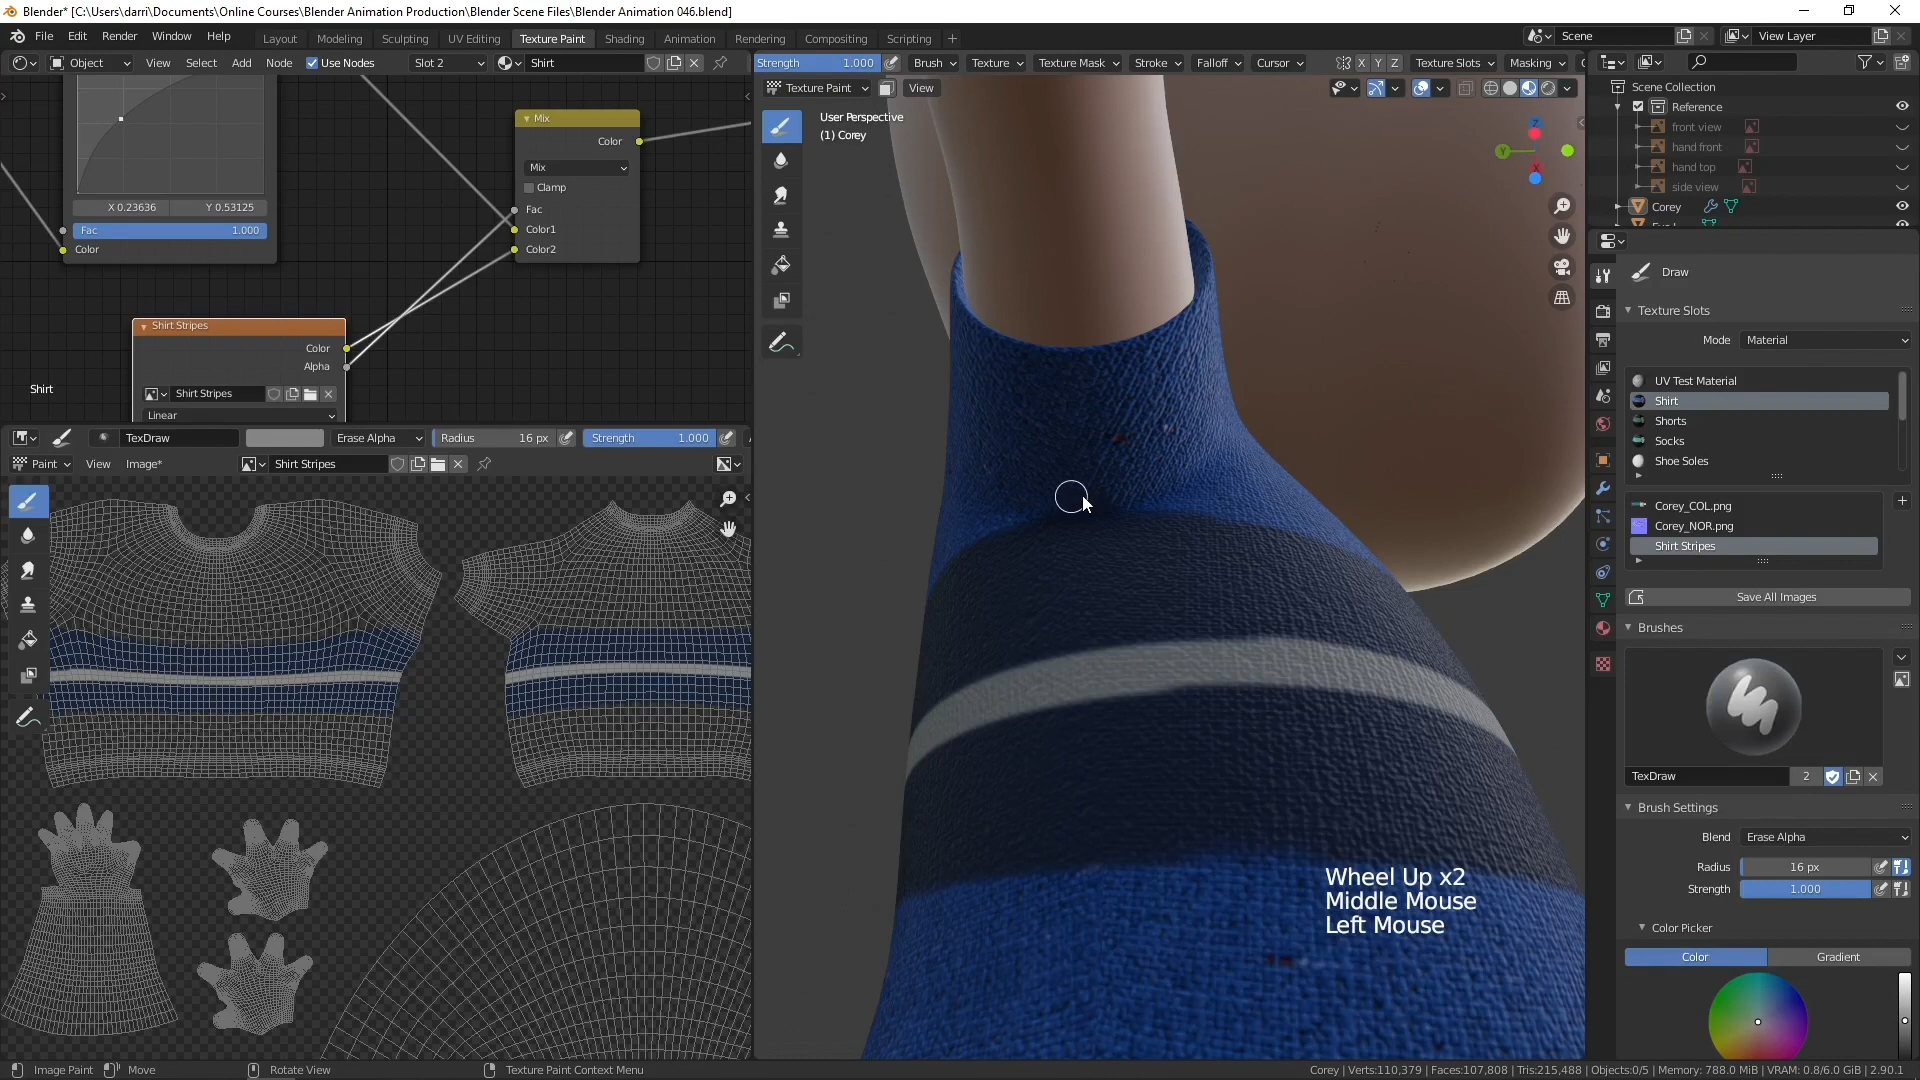 Blender* [C:\Users\darri\Documents\Online Courses\Blender Animation Production\Blender Scene Files\Blender Animation 046.blend]
File Edit Render Window Help Layout Modeling Sculpting UV Editing Texture Paint Shading Animation Rendering Compositing Scripting + Scene View Layer
Object View Select Add Node Use Nodes Slot 2 Shirt
Strength 1.000 Brush Texture Texture Mask Stroke Falloff Cursor X Y Z Texture Slots Masking
Texture Paint View
User Perspective
(1) Corey
Z
Y
X
Mix
Color
Mix
Clamp
Fac
Color1
Color2
X 0.23636 Y 0.53125
Fac 1.000
Color
Shirt Stripes
Color
Alpha
Shirt Stripes
Linear
Shirt
TexDraw Erase Alpha Radius 16 px Strength 1.000
Paint View Image* Shirt Stripes
Wheel Up x2
Middle Mouse
Left Mouse
Scene Collection
Reference
front view
hand front
hand top
side view
Corey
Draw
Texture Slots
Mode Material
UV Test Material
Shirt
Shorts
Socks
Shoe Soles
Corey_COL.png
Corey_NOR.png
Shirt Stripes
Save All Images
Brushes
TexDraw 2
Brush Settings
Blend Erase Alpha
Radius 16 px
Strength 1.000
Color Picker
Color Gradient
Image Paint Move Rotate View Texture Paint Context Menu Corey | Verts:110,379 | Faces:107,808 | Tris:215,488 | Objects:0/5 | Memory: 788.0 MiB | VRAM: 0.8/6.0 GiB | 2.90.1